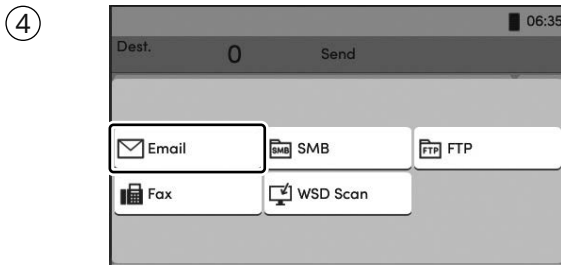 ④
06:35
Dest. 0 Send
Email SMB SMB FTP FTP
Fax WSD Scan